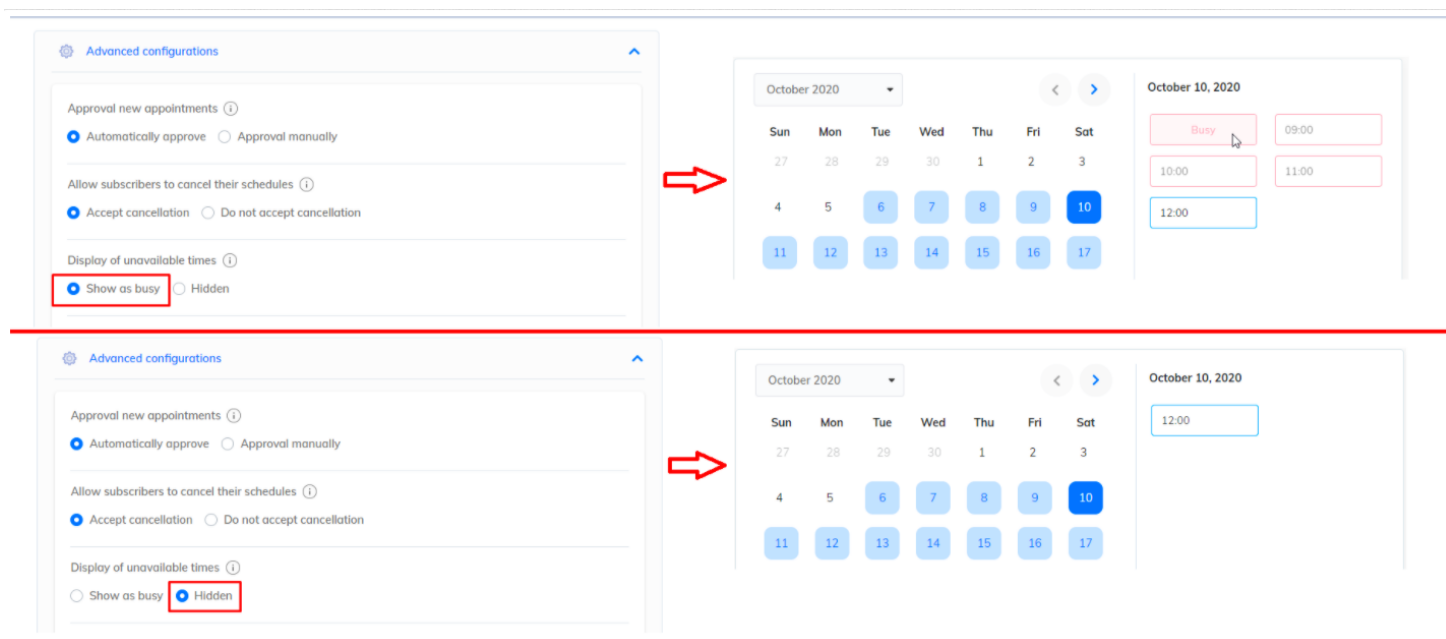 Advanced configurations
Approval new appointments
Automatically approve Approval manually
Allow subscribers to cancel their schedules
Accept cancellation Do not accept cancellation
Display of unavailable times
Show as busy Hidden
October 2020
Sun Mon Tue Wed Thu Fri Sat
27 28 29 30 1 2 3
4 5 6 7 8 9 10
11 12 13 14 15 16 17
October 10, 2020
Busy 09:00
10:00 11:00
12:00
Advanced configurations
Approval new appointments
Automatically approve Approval manually
Allow subscribers to cancel their schedules
Accept cancellation Do not accept cancellation
Display of unavailable times
Show as busy Hidden
October 2020
Sun Mon Tue Wed Thu Fri Sat
27 28 29 30 1 2 3
4 5 6 7 8 9 10
11 12 13 14 15 16 17
October 10, 2020
12:00